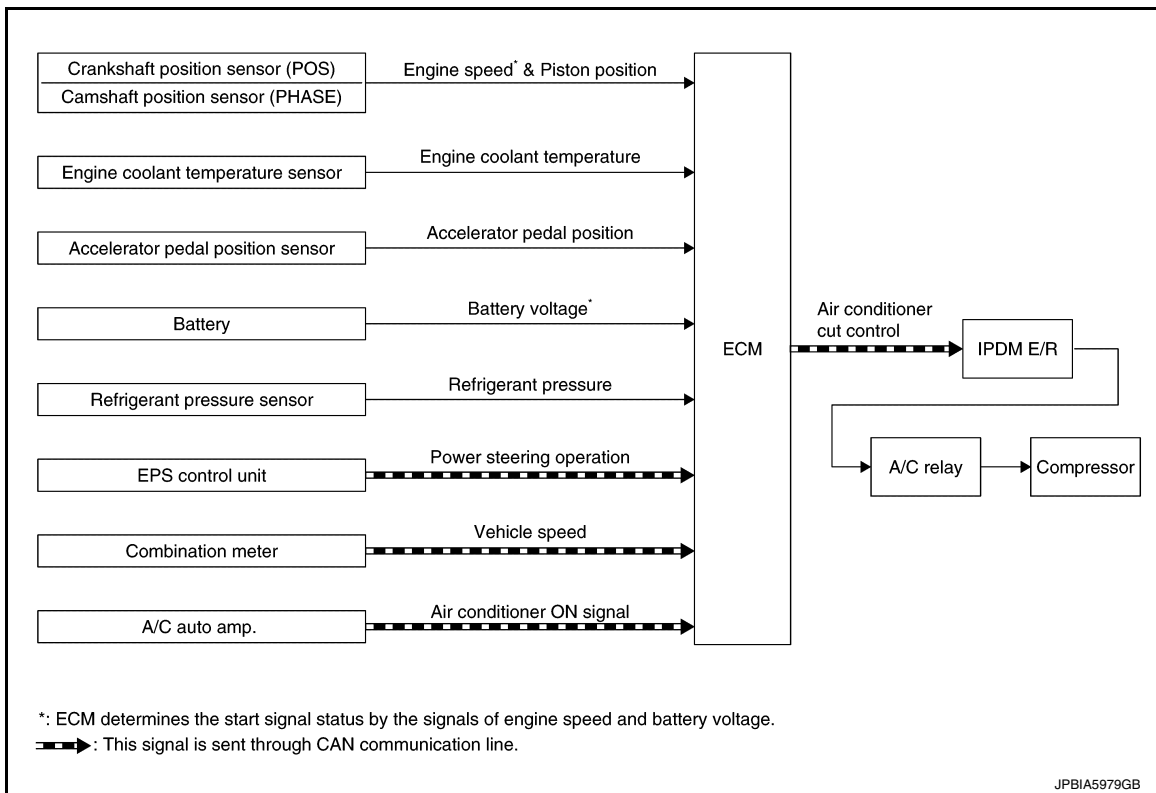 Crankshaft position sensor (POS)
Camshaft position sensor (PHASE)
Engine speed* & Piston position
Engine coolant temperature sensor
Engine coolant temperature
Accelerator pedal position sensor
Accelerator pedal position
Battery
Battery voltage*
Refrigerant pressure sensor
Refrigerant pressure
EPS control unit
Power steering operation
Combination meter
Vehicle speed
A/C auto amp.
Air conditioner ON signal
ECM
Air conditioner
cut control
IPDM E/R
A/C relay
Compressor
*: ECM determines the start signal status by the signals of engine speed and battery voltage.
: This signal is sent through CAN communication line.
JPBIA5979GB